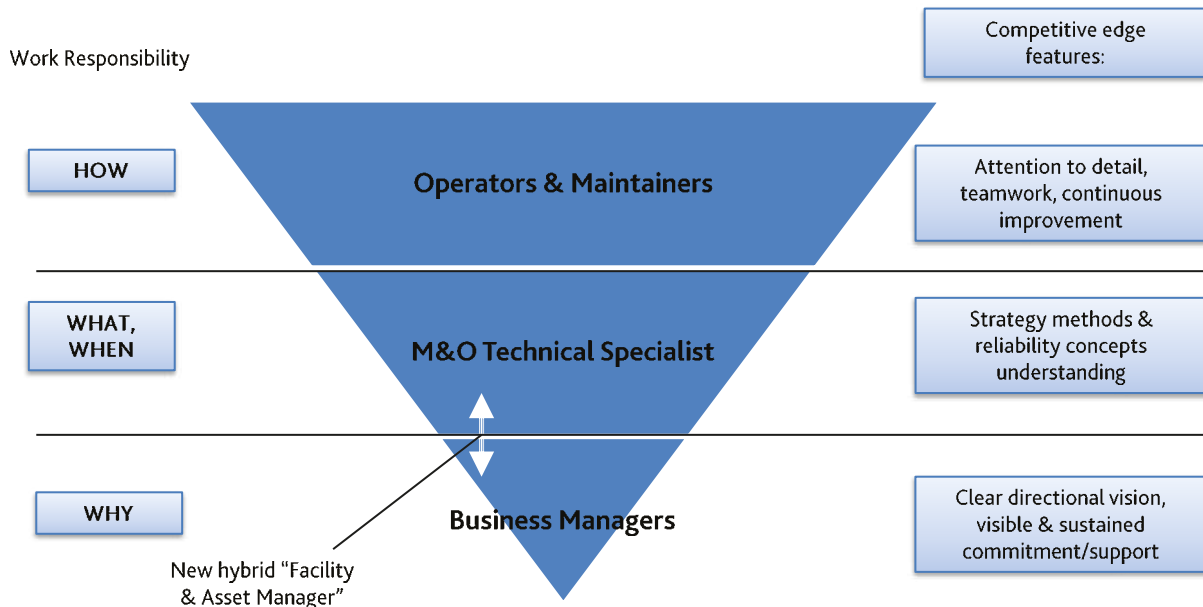 Work Responsibility
Competitive edge
features:
HOW
Operators & Maintainers
Attention to detail,
teamwork, continuous
improvement
WHAT,
WHEN
M&O Technical Specialist
Strategy methods &
reliability concepts
understanding
WHY
Business Managers
Clear directional vision,
visible & sustained
commitment/support
New hybrid “Facility
& Asset Manager”